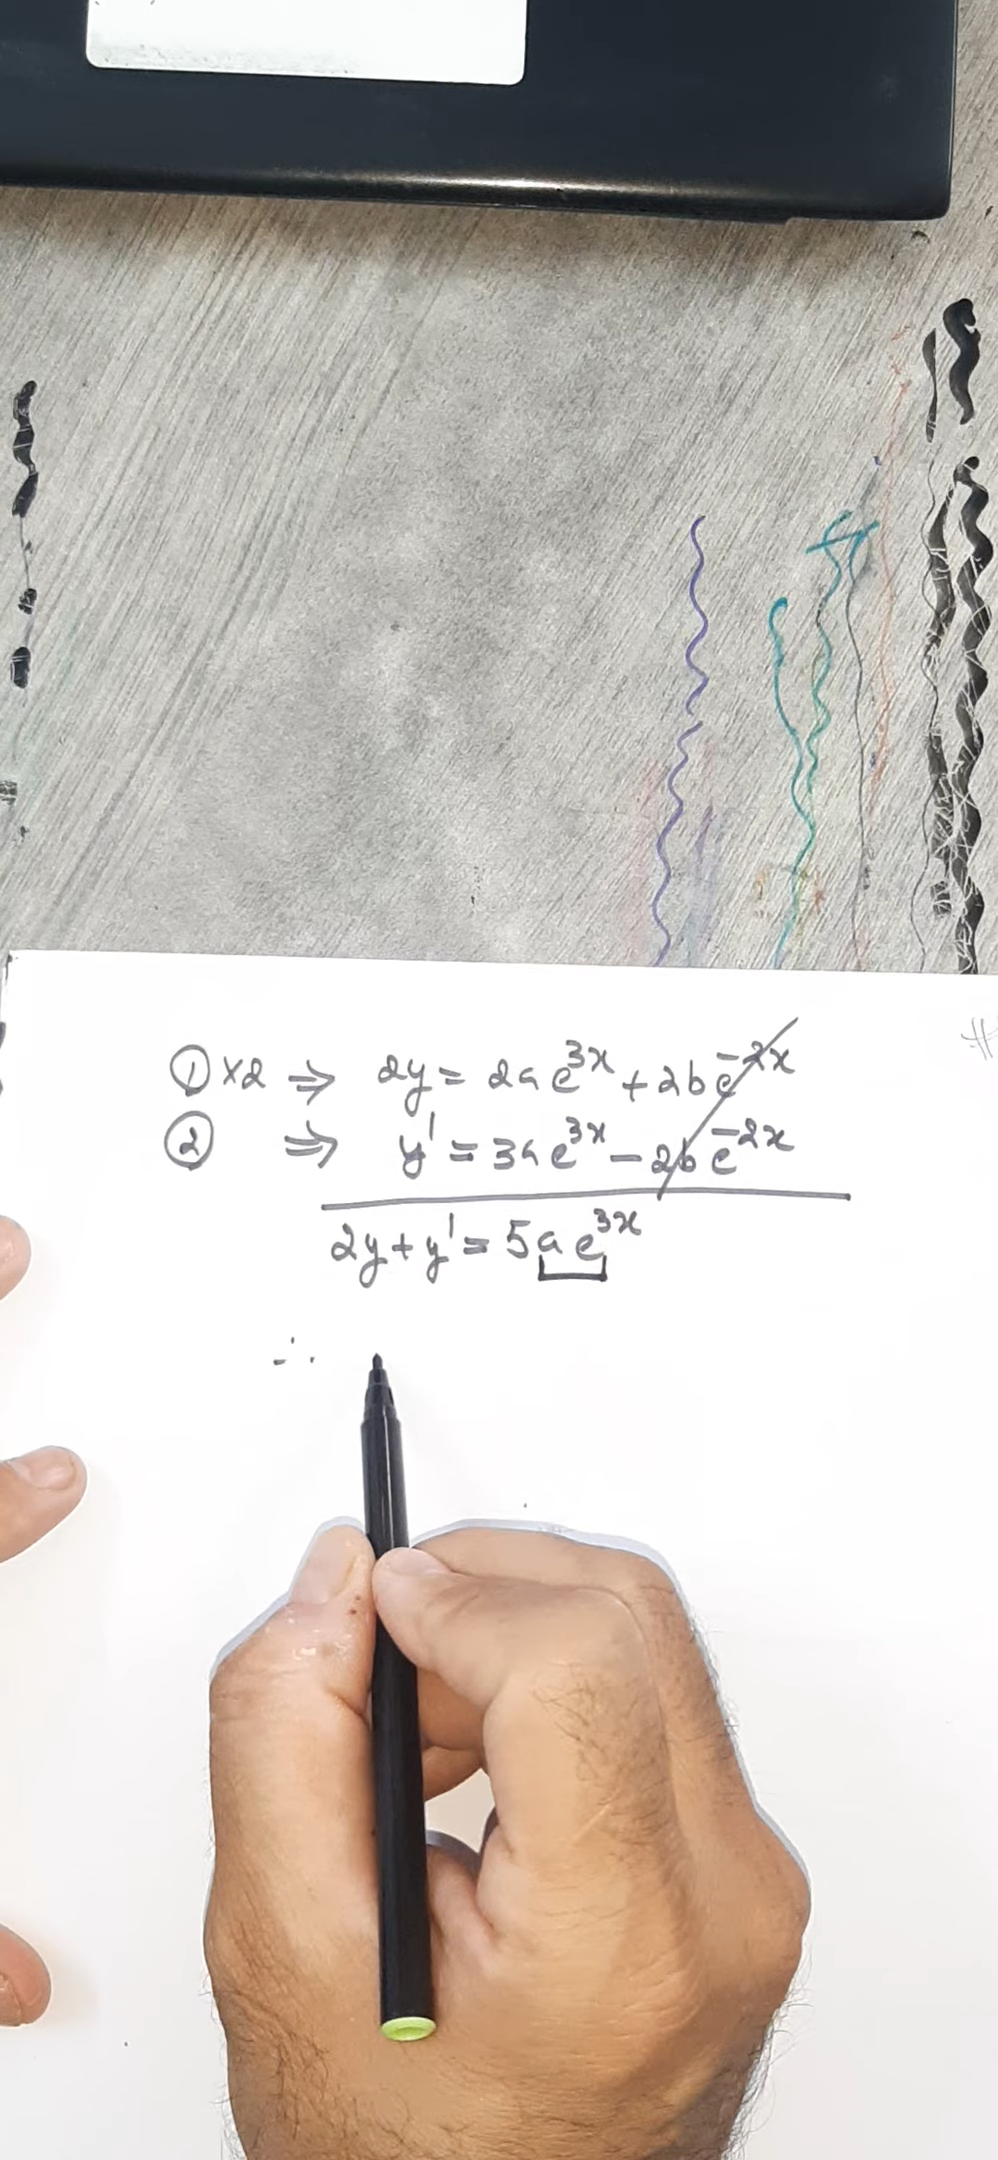 ① ×2 ⇒ 2y = 2ae^{3x} + 2be^{-2x}
② ⇒ y' = 3ae^{3x} - 2be^{-2x}
2y + y' = 5ae^{3x}
∴
#